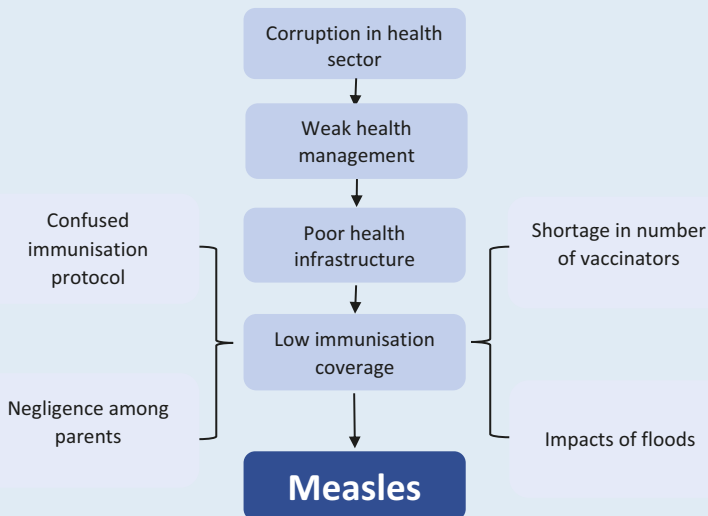 Corruption in health
sector
Weak health
management
Confused
immunisation
protocol
Poor health
infrastructure
Shortage in number
of vaccinators
Low immunisation
coverage
Negligence among
parents
Impacts of floods
Measles